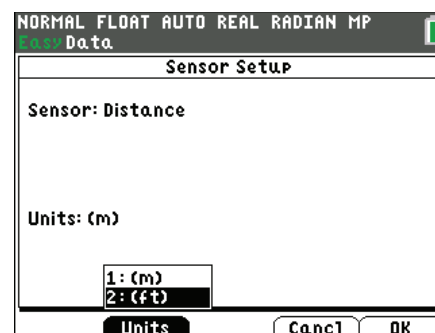 NORMAL FLOAT AUTO REAL RADIAN MP
EasyData
Sensor Setup
Sensor: Distance
Units: (m)
1: (m)
2: (ft)
Units Cancl OK